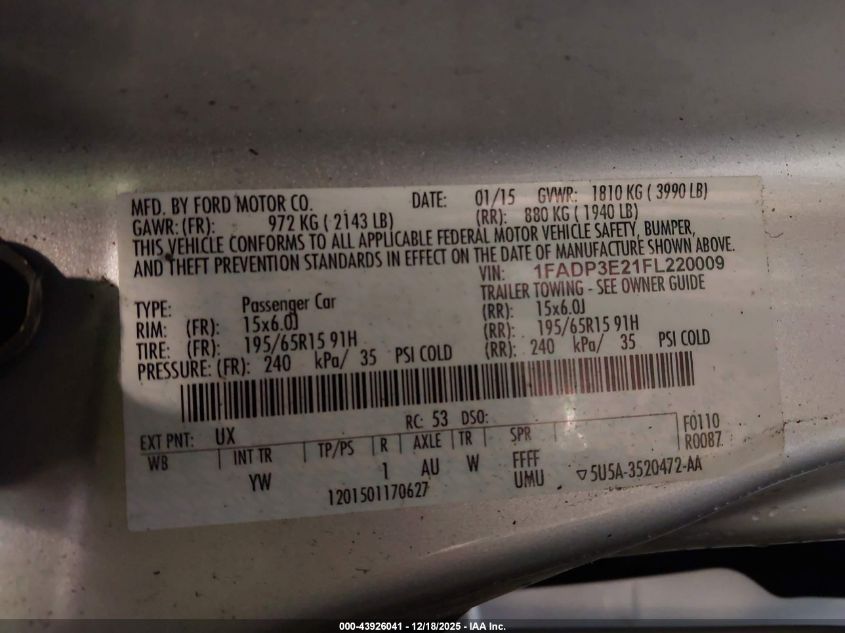 MFD. BY FORD MOTOR CO. DATE: 01/15 GVWR: 1810 KG ( 3990 LB)
GAWR: (FR): 972 KG ( 2143 LB) (RR): 880 KG ( 1940 LB)
THIS VEHICLE CONFORMS TO ALL APPLICABLE FEDERAL MOTOR VEHICLE SAFETY, BUMPER,
AND THEFT PREVENTION STANDARDS IN EFFECT ON THE DATE OF MANUFACTURE SHOWN ABOVE.
VIN: 1FADP3E21FL220009
TYPE: Passenger Car TRAILER TOWING - SEE OWNER GUIDE
RIM: (FR): 15x6.0J (RR): 15x6.0J
TIRE: (FR): 195/65R15 91H (RR): 195/65R15 91H
PRESSURE: (FR): 240 kPa/ 35 PSI COLD (RR): 240 kPa/ 35 PSI COLD
EXT PNT: UX RC: 53 DSO: F0110
WB INT TR TP/PS R AXLE TR SPR R0087
YW 1 AU W FFFF
UMU ▽5U5A-3520472-AA
1201501170627
000-43926041 - 12/18/2025 - IAA Inc.